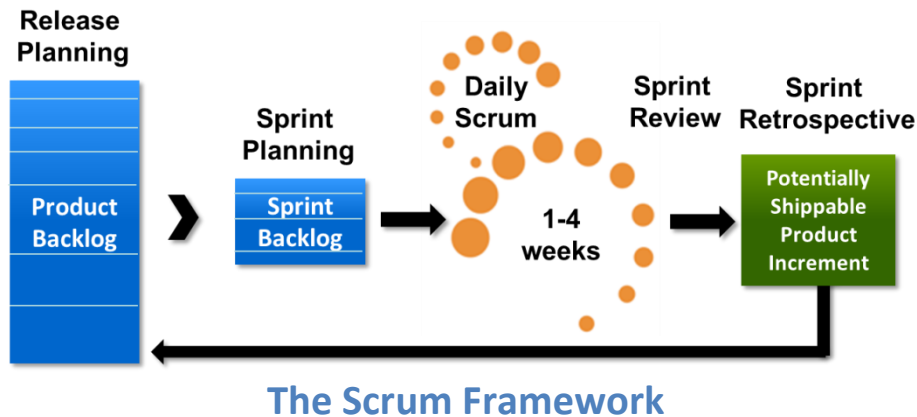 Release
Planning
Product
Backlog
Sprint
Planning
Sprint
Backlog
Daily
Scrum
1-4
weeks
Sprint
Review
Sprint
Retrospective
Potentially
Shippable
Product
Increment
The Scrum Framework